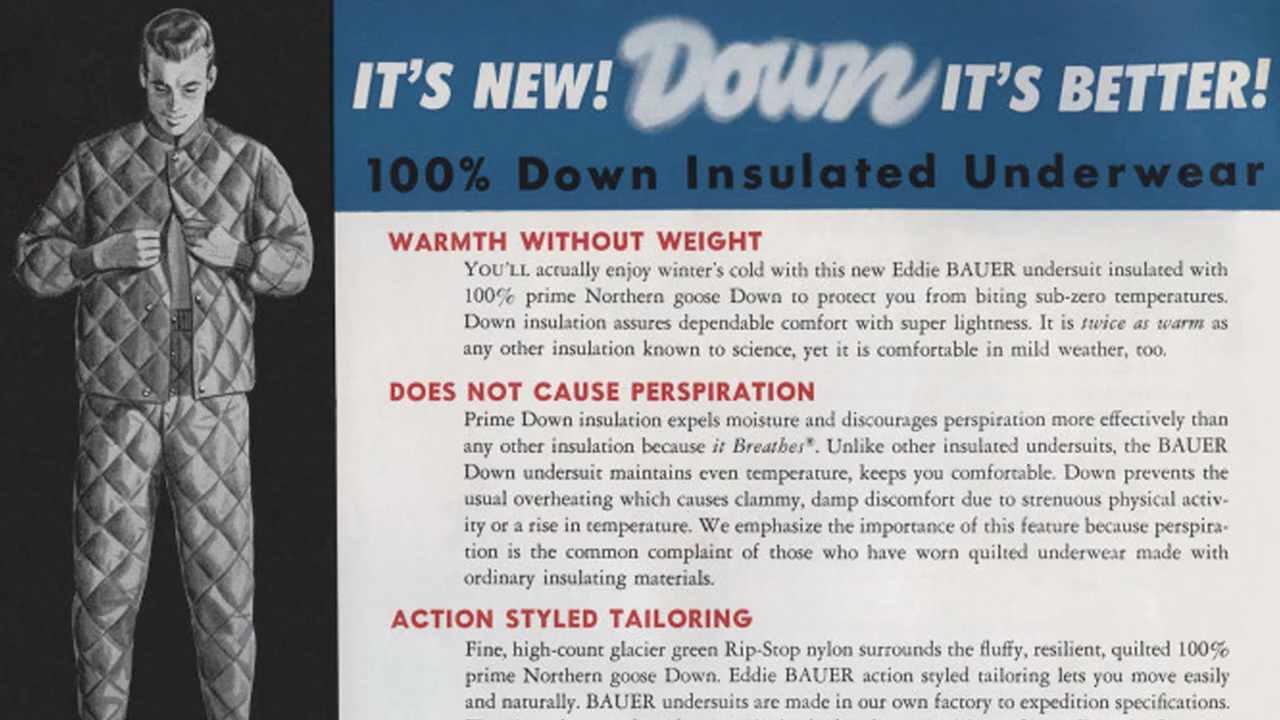 IT'S NEW! Down IT'S BETTER!
100% Down Insulated Underwear
WARMTH WITHOUT WEIGHT
YOU'LL actually enjoy winter's cold with this new Eddie BAUER undersuit insulated with
100% prime Northern goose Down to protect you from biting sub-zero temperatures.
Down insulation assures dependable comfort with super lightness. It is twice as warm as
any other insulation known to science, yet it is comfortable in mild weather, too.
DOES NOT CAUSE PERSPIRATION
Prime Down insulation expels moisture and discourages perspiration more effectively than
any other insulation because it Breathes*. Unlike other insulated undersuits, the BAUER
Down undersuit maintains even temperature, keeps you comfortable. Down prevents the
usual overheating which causes clammy, damp discomfort due to strenuous physical activ-
ity or a rise in temperature. We emphasize the importance of this feature because perspira-
tion is the common complaint of those who have worn quilted underwear made with
ordinary insulating materials.
ACTION STYLED TAILORING
Fine, high-count glacier green Rip-Stop nylon surrounds the fluffy, resilient, quilted 100%
prime Northern goose Down. Eddie BAUER action styled tailoring lets you move easily
and naturally. BAUER undersuits are made in our own factory to expedition specifications.